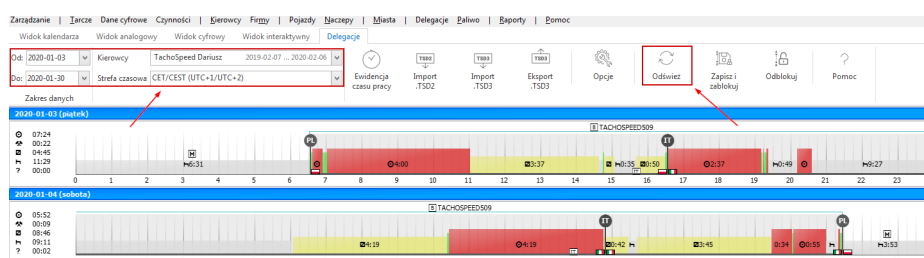 Zarządzanie | Tarcze Dane cyfrowe Czynności | Kierowcy Firmy | Pojazdy Naczepy | Miasta | Delegacje Paliwo | Raporty | Pomoc
Widok kalendarza Widok analogowy Widok cyfrowy Widok interaktywny Delegacje
Od: 2020-01-03 Kierowcy TachoSpeed Dariusz 2019-02-07 ... 2020-02-06
Do: 2020-01-30 Strefa czasowa CET/CEST (UTC+1/UTC+2)
Zakres danych
Ewidencja czasu pracy
TSD2 Import .TSD2
TSD3 Import .TSD3
TSD3 Eksport .TSD3
Opcje
Odśwież
Zapisz i zablokuj
Odblokuj
Pomoc
2020-01-03 (piątek)
S TACHOSPEED509
PL IT
07:24
00:22
04:45
11:29
? 00:00
M
6:31 4:00 3:37 0:35 0:50 2:37 0:49 9:27
IT
0 1 2 3 4 5 6 7 8 9 10 11 12 13 14 15 16 17 18 19 20 21 22 23
2020-01-04 (sobota)
S TACHOSPEED509
IT PL
05:52
00:09
08:46
09:11
? 00:02
M
4:19 4:19 0:42 3:45 0:34 0:55 3:53
IT